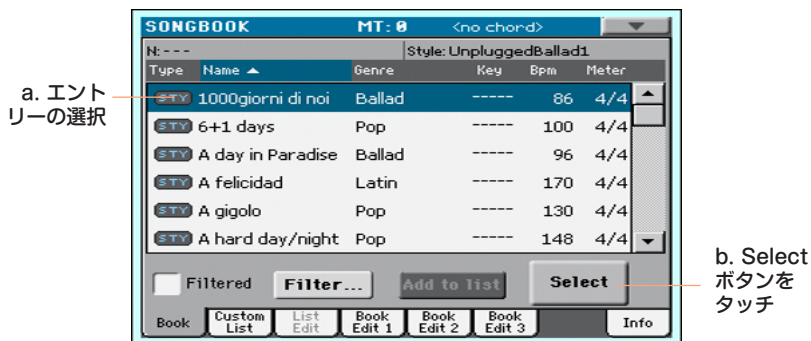 SONGBOOK MT: 0 <no chord>
N: --- Style: UnpluggedBallad1
Type Name Genre Key Bpm Meter
a. エント
リーの選択
STY 1000giorni di noi Ballad ----- 86 4/4
STY 6+1 days Pop ----- 100 4/4
STY A day in Paradise Ballad ----- 96 4/4
STY A felicidad Latin ----- 170 4/4
STY A gigolo Pop ----- 130 4/4
STY A hard day/night Pop ----- 148 4/4
Filtered Filter... Add to list Select
b. Select
ボタンを
タッチ
Book Custom List List Edit Book Edit 1 Book Edit 2 Book Edit 3 Info